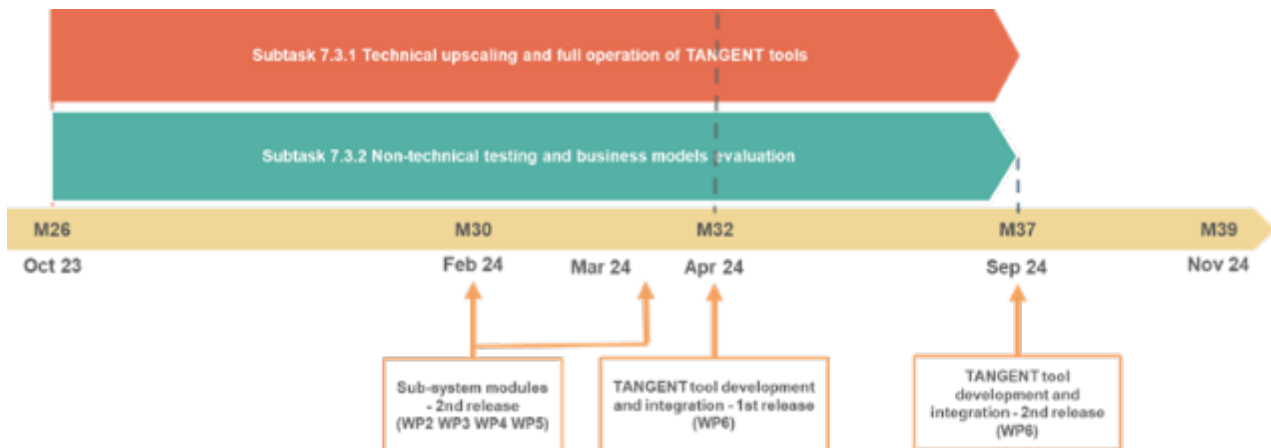 Subtask 7.3.1 Technical upscaling and full operation of TANGENT tools
Subtask 7.3.2 Non-technical testing and business models evaluation
M26 M30 M32 M37 M39
Oct 23 Feb 24 Mar 24 Apr 24 Sep 24 Nov 24
Sub-system modules
- 2nd release
(WP2 WP3 WP4 WP5)
TANGENT tool development
and integration - 1st release
(WP6)
TANGENT tool
development and
integration - 2nd release
(WP6)